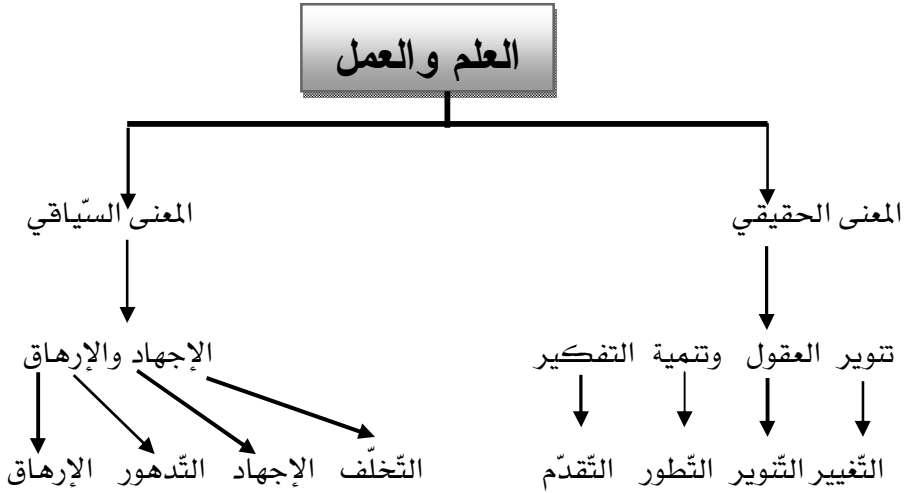 العلم والعمل
المعنى الحقيقي المعنى السّياقي
تنوير العقول وتنمية التفكير الإجهاد والإرهاق
التّغيير التّنوير التّطور التّقدّم التّخلّف الإجهاد التّدهور الإرهاق